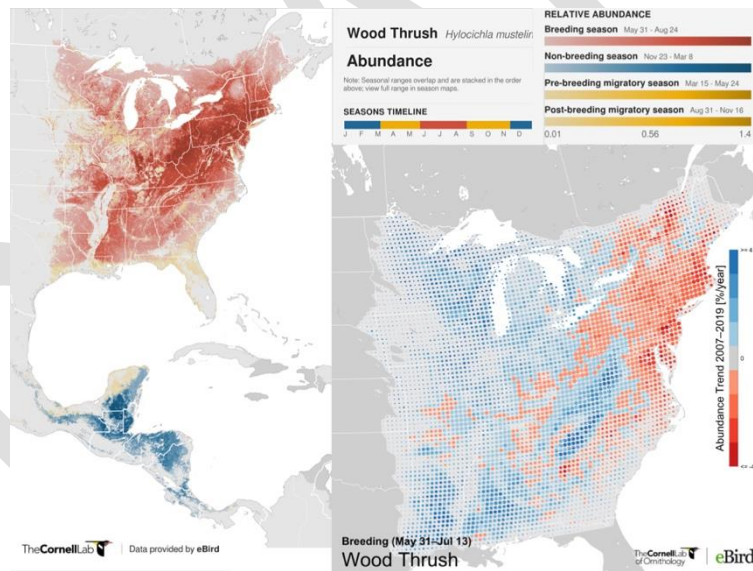 Wood Thrush Hylocichla mustelin
Abundance
Note: Seasonal ranges overlap and are stacked in the order
above; view full range in season maps.
SEASONS TIMELINE
J F M A M J J A S O N D
RELATIVE ABUNDANCE
Breeding season May 31 - Aug 24
Non-breeding season Nov 23 - Mar 8
Pre-breeding migratory season Mar 15 - May 24
Post-breeding migratory season Aug 31 - Nov 16
0.01 0.56 1.4
Abundance Trend 2007–2019 [%/year]
0
TheCornellLab Data provided by eBird
Breeding (May 31–Jul 13)
Wood Thrush
TheCornellLab
of Ornithology
eBird